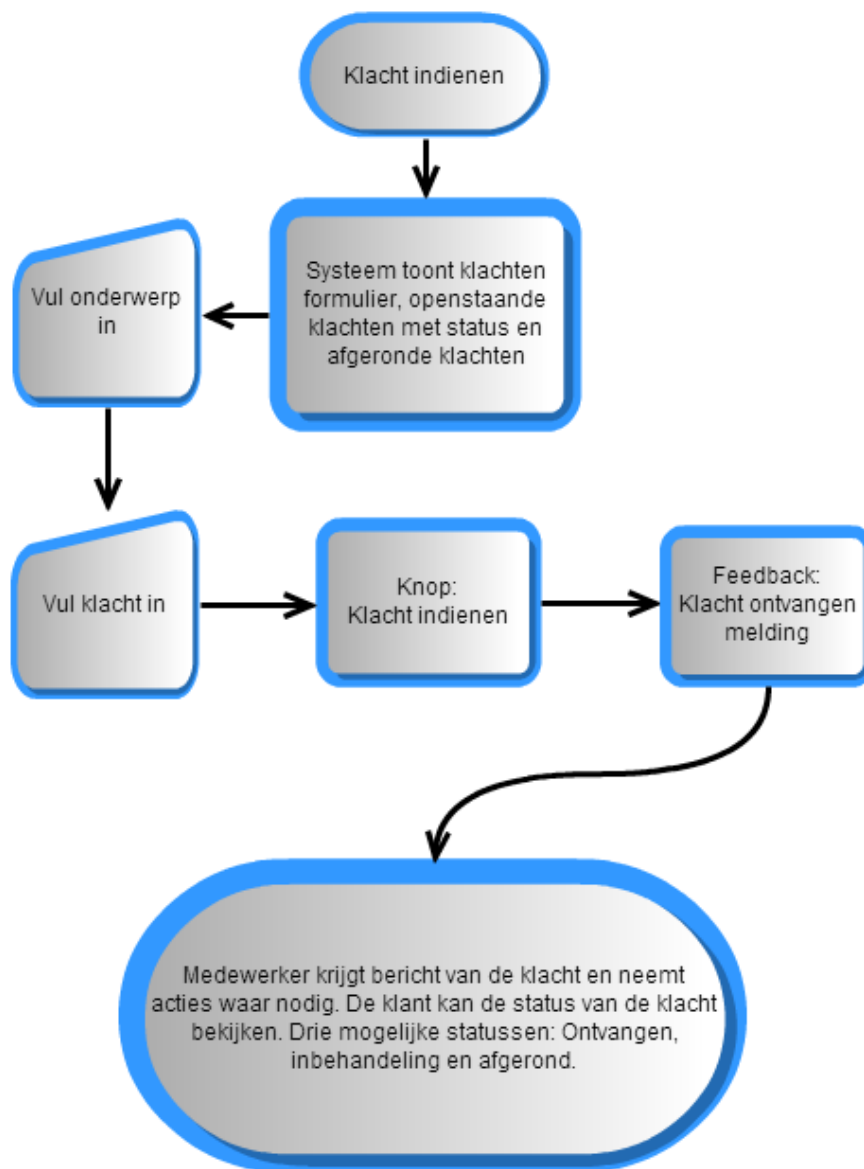 Klacht indienen
Systeem toont klachten
formulier, openstaande
klachten met status en
afgeronde klachten
Vul onderwerp
in
Vul klacht in
Knop:
Klacht indienen
Feedback:
Klacht ontvangen
melding
Medewerker krijgt bericht van de klacht en neemt
acties waar nodig. De klant kan de status van de klacht
bekijken. Drie mogelijke statussen: Ontvangen,
inbehandeling en afgerond.